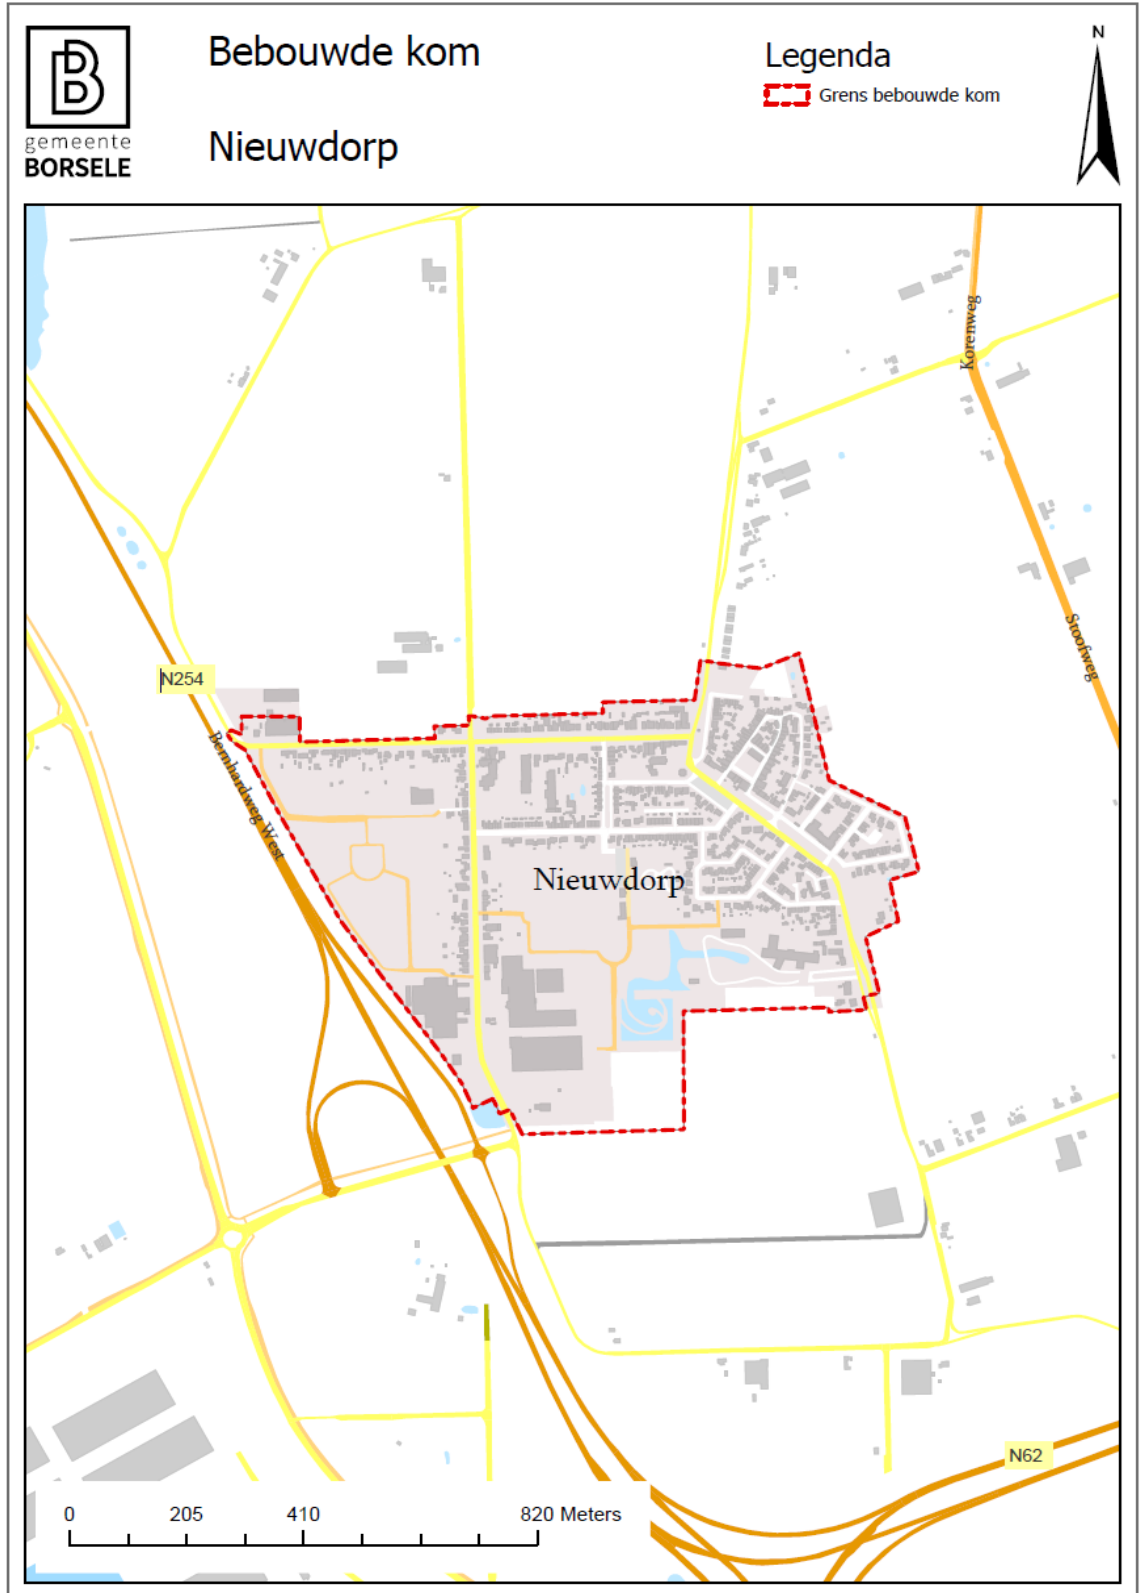 gemeente
BORSELE
Bebouwde kom
Nieuwdorp
Legenda
Grens bebouwde kom
N
Korenweg
Stoofweg
N254
Bernhardweg West
Nieuwdorp
N62
0 205 410 820 Meters